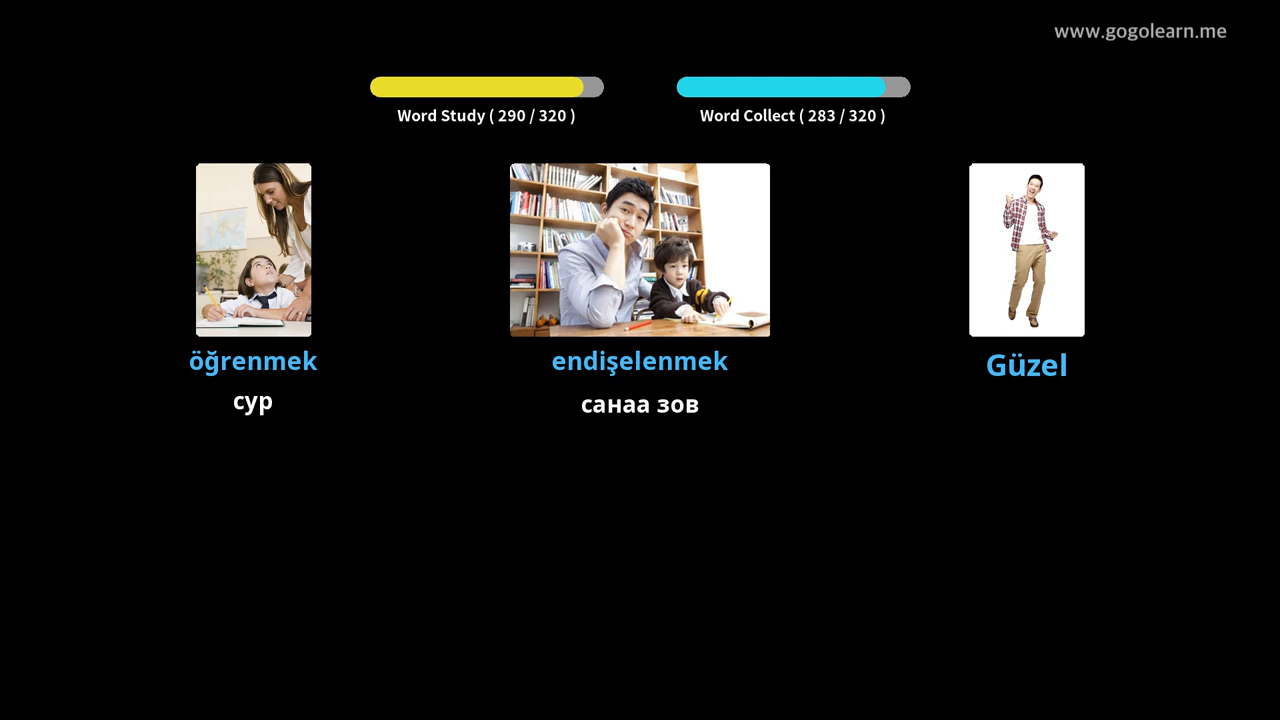 www.gogolearn.me
Word Study ( 290 / 320 )
Word Collect ( 283 / 320 )
öğrenmek
endişelenmek
Güzel
сур
санаа зов